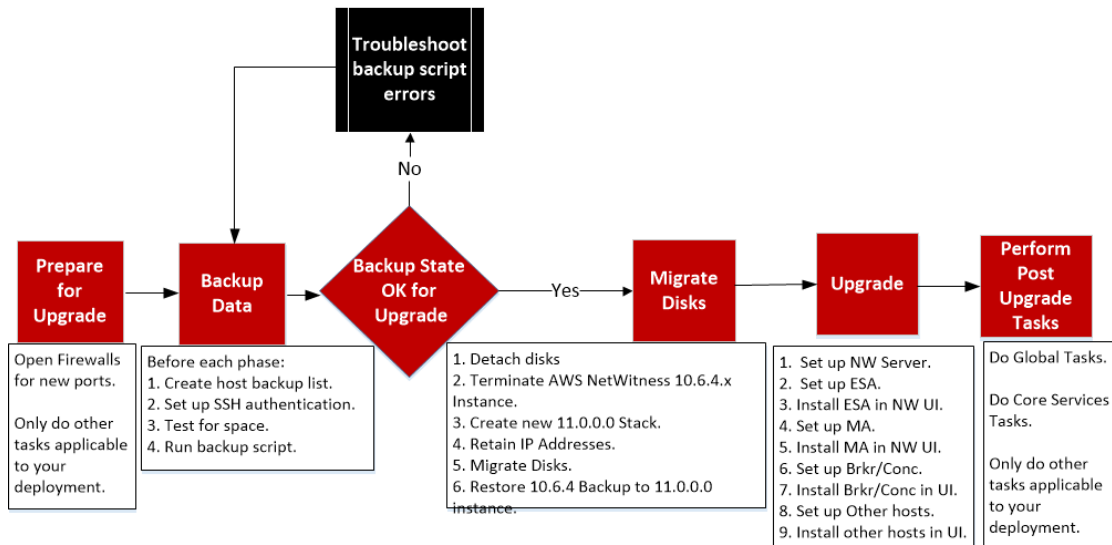 Troubleshoot
backup script
errors
No
Prepare
for
Upgrade
Backup
Data
Backup State
OK for
Upgrade
Yes
Migrate
Disks
Upgrade
Perform
Post
Upgrade
Tasks
Open Firewalls
for new ports.
Only do other
tasks applicable
to your
deployment.
Before each phase:
1. Create host backup list.
2. Set up SSH authentication.
3. Test for space.
4. Run backup script.
1. Detach disks
2. Terminate AWS NetWitness 10.6.4.x
Instance.
3. Create new 11.0.0.0 Stack.
4. Retain IP Addresses.
5. Migrate Disks.
6. Restore 10.6.4 Backup to 11.0.0.0
instance.
1. Set up NW Server.
2. Set up ESA.
3. Install ESA in NW UI.
4. Set up MA.
5. Install MA in NW UI.
6. Set up Brkr/Conc.
7. Install Brkr/Conc in UI.
8. Set up Other hosts.
9. Install other hosts in UI.
Do Global Tasks.
Do Core Services
Tasks.
Only do other
tasks applicable
to your
deployment.